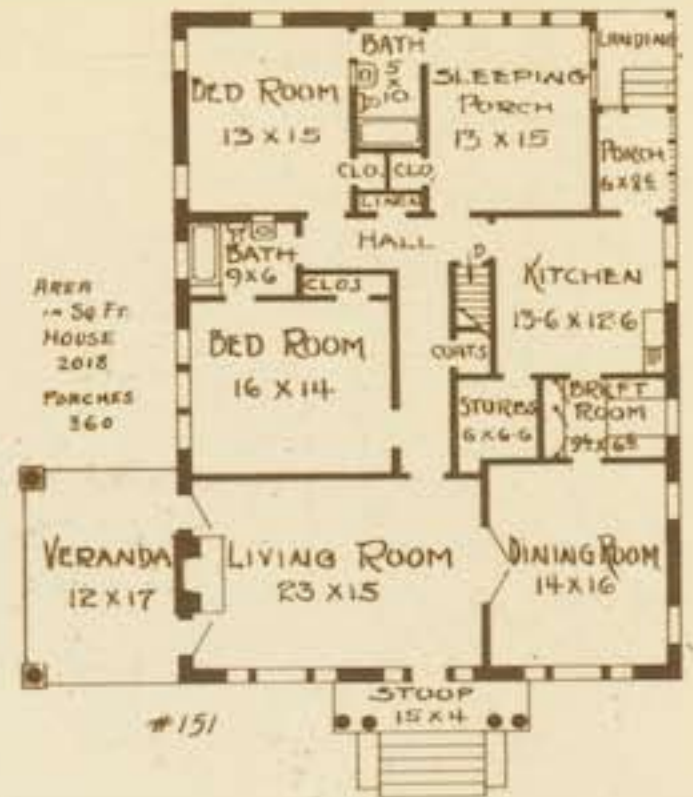 BED ROOM
13 X 15
BATH
5
X
10
SLEEPING
PORCH
13 X 15
LANDING
PORCH
CLO.
CLO.
LINEN
HALL
D
BATH
9X6
CLOS
KITCHEN
13-6 X 12-6
AREA
IN SQ FT.
HOUSE
2018
PORCHES
360
BED ROOM
16 X 14
COATS
STORES
6 X 6-6
BRKFT
ROOM
VERANDA
12 X 17
LIVING ROOM
23 X 15
DINING ROOM
14 X 16
STOOP
15 X 4
#151